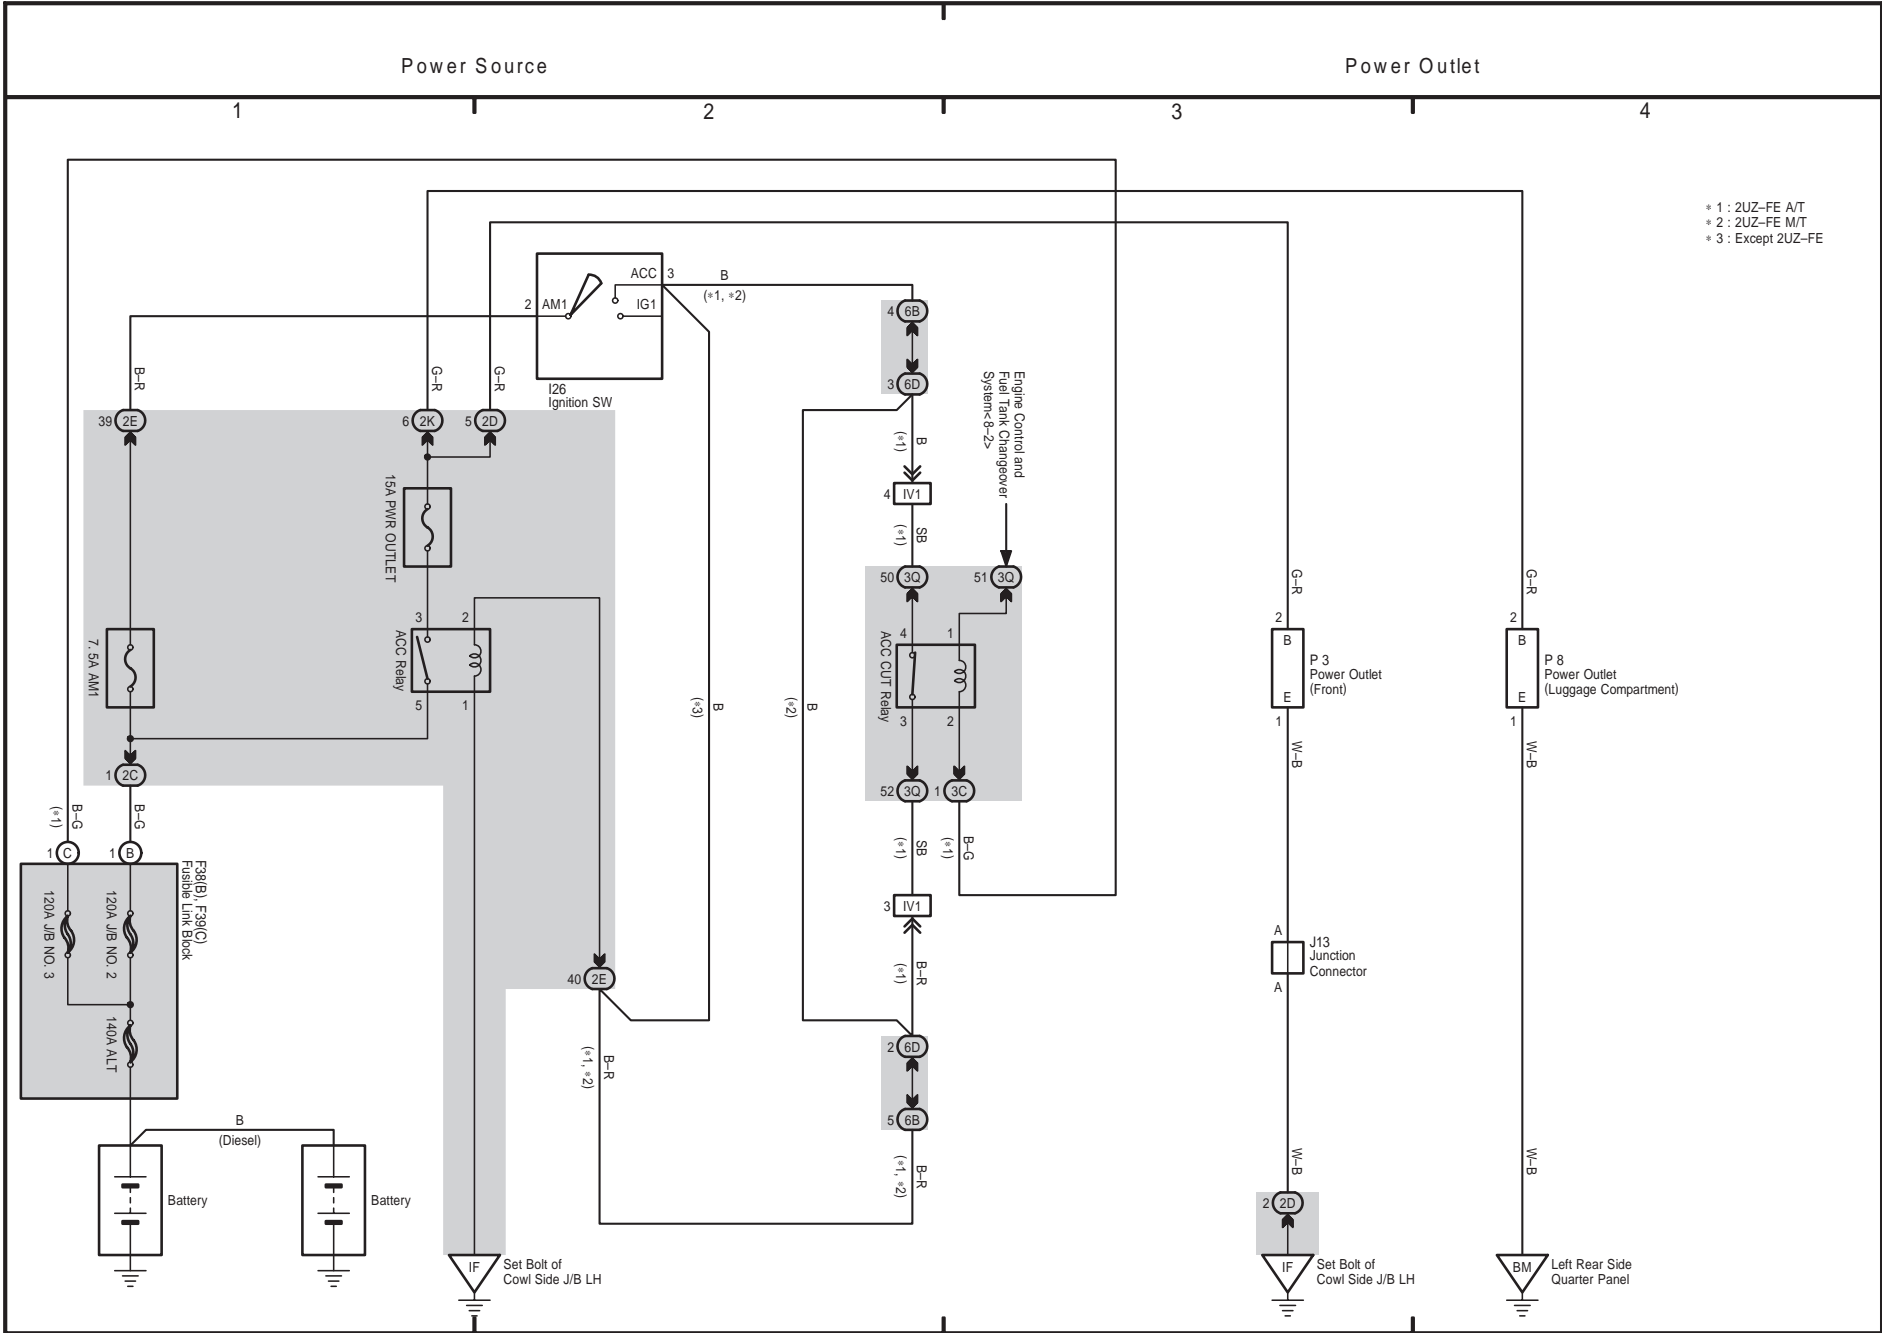 Power Source
Power Outlet
1
2
3
4
∗ 1 : 2UZ–FE A/T
∗ 2 : 2UZ–FE M/T
∗ 3 : Except 2UZ–FE
ACC
3
B
(∗1, ∗2)
2
AM1
IG1
I26
Ignition SW
4
6B
3
6D
B–R
G–R
G–R
39
2E
6
2K
5
2D
Engine Control and
Fuel Tank Changeover
System<8–2>
B
(∗1)
4
IV1
SB
(∗1)
15A PWR OUTLET
50
3Q
51
3Q
G–R
G–R
3
2
ACC Relay
5
1
7. 5A AM1
4
1
ACC CUT Relay
3
2
B
(∗3)
B
(∗2)
2
B
E
1
P 3
Power Outlet
(Front)
2
B
E
1
P 8
Power Outlet
(Luggage Compartment)
W–B
W–B
1
2C
52
3Q
1
3C
B–G
(∗1)
B–G
SB
(∗1)
B–G
(∗1)
1
C
1
B
F38(B), F39(C)
Fusible Link Block
120A J/B NO. 3
120A J/B NO. 2
140A ALT
3
IV1
A
J13
Junction
Connector
A
40
2E
B–R
(∗1)
2
6D
B–R
(∗1, ∗2)
5
6B
B
(Diesel)
Battery
Battery
B–R
(∗1, ∗2)
W–B
W–B
2
2D
IF
Set Bolt of
Cowl Side J/B LH
IF
Set Bolt of
Cowl Side J/B LH
BM
Left Rear Side
Quarter Panel